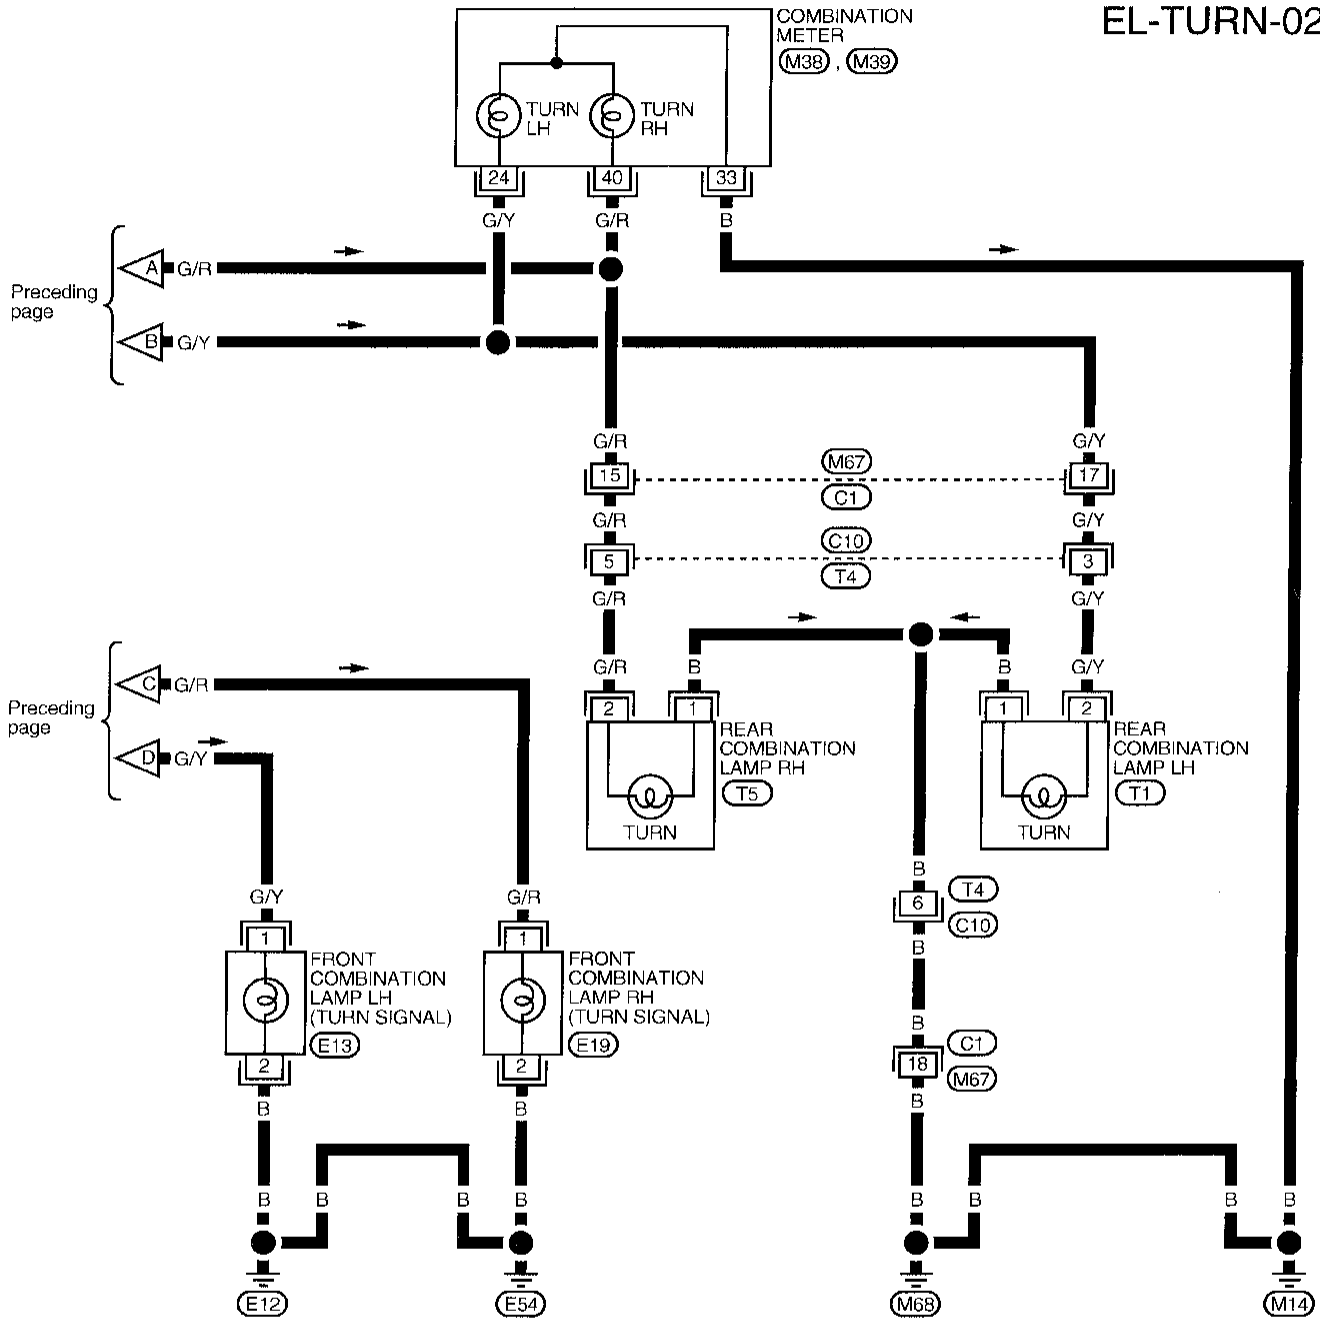 EL-TURN-02
COMBINATION
METER
M38 , M39
TURN
LH
TURN
RH
24
40
33
G/Y
G/R
B
Preceding
page
A
G/R
B
G/Y
G/R
G/Y
15
M67
17
C1
G/R
G/Y
C10
5
3
T4
G/R
G/Y
G/R
B
B
G/Y
2
1
1
2
REAR
COMBINATION
LAMP RH
T5
TURN
REAR
COMBINATION
LAMP LH
T1
TURN
Preceding
page
C
G/R
D
G/Y
B
6
T4
C10
B
B
18
C1
M67
B
G/Y
G/R
1
1
FRONT
COMBINATION
LAMP LH
(TURN SIGNAL)
E13
FRONT
COMBINATION
LAMP RH
(TURN SIGNAL)
E19
2
2
B
B
B
B
B
B
B
B
B
B
E12
E54
M68
M14